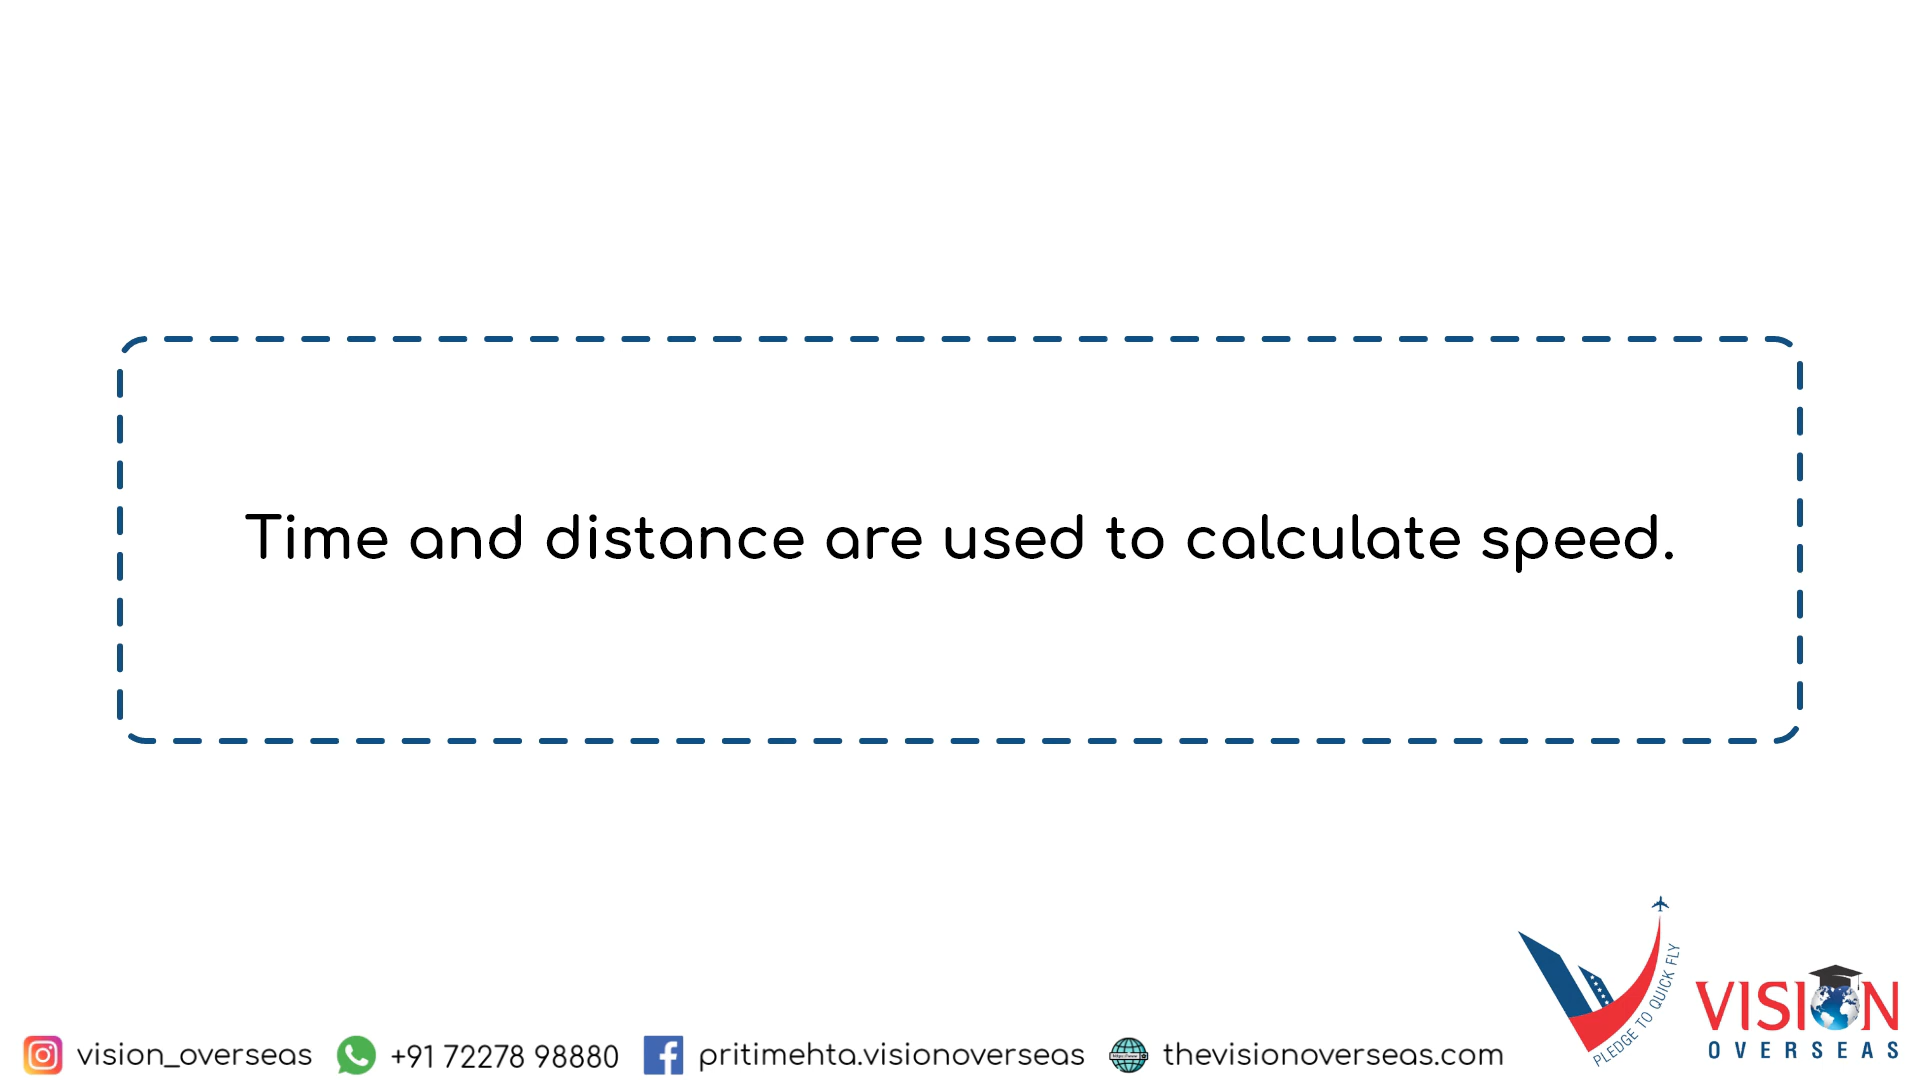 Time and distance are used to calculate speed.
PLEDGE TO QUICK FLY
VISION
OVERSEAS
vision_overseas
+91 72278 98880
pritimehta.visionoverseas
thevisionoverseas.com